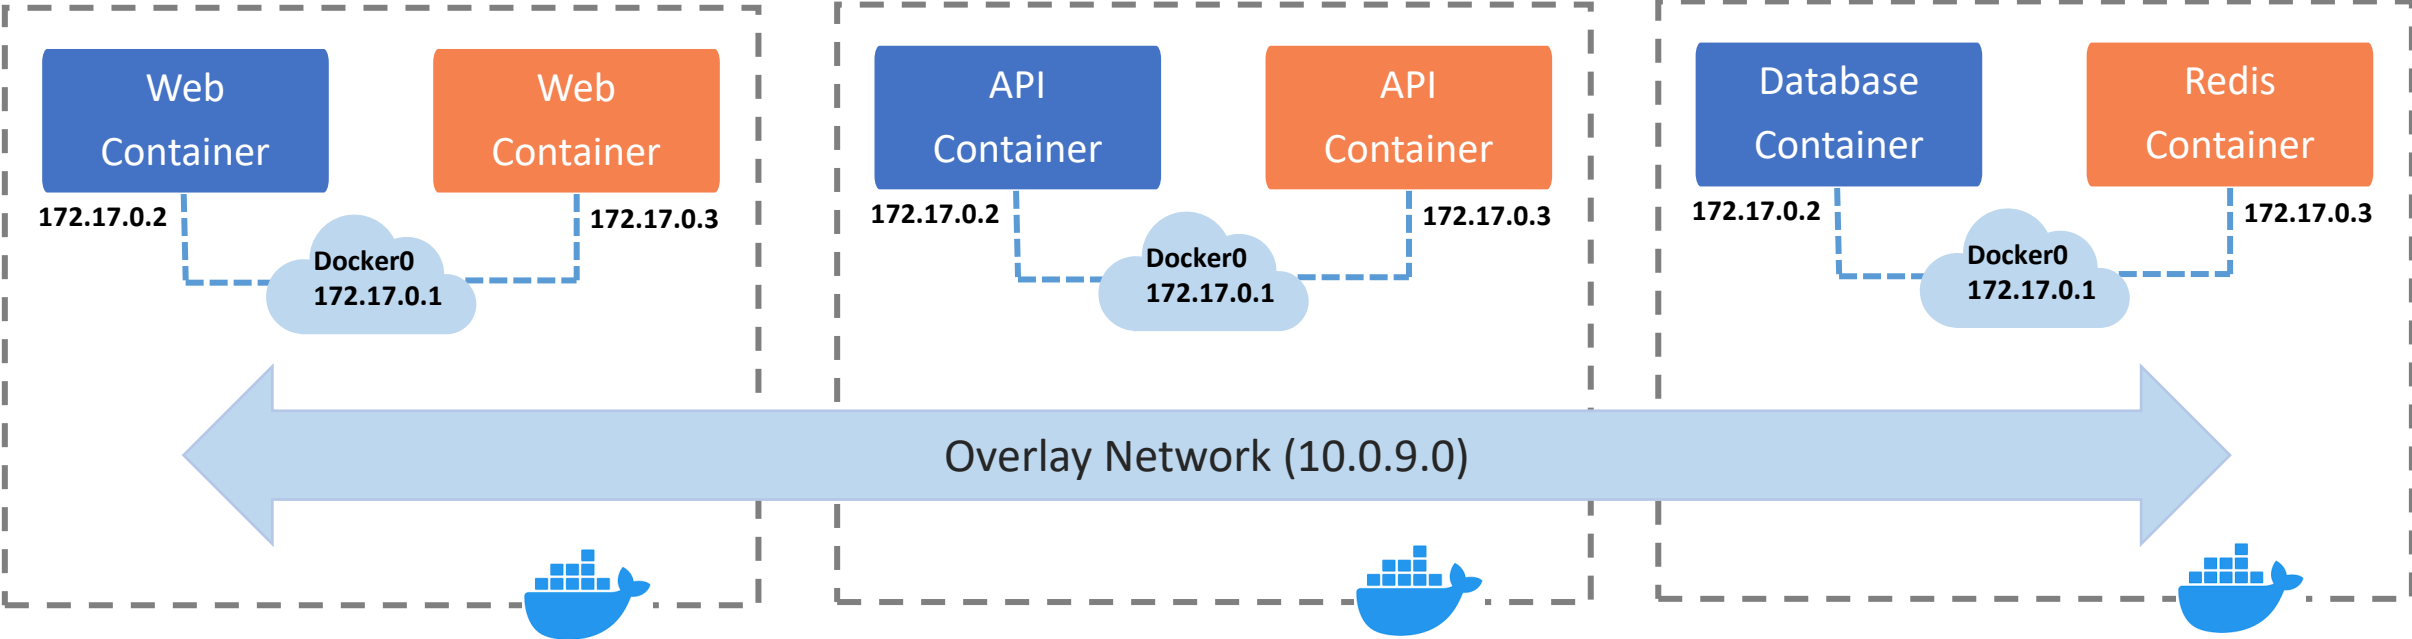 Web
Container
Web
Container
172.17.0.2
172.17.0.3
Docker0
172.17.0.1
API
Container
API
Container
172.17.0.2
172.17.0.3
Docker0
172.17.0.1
Database
Container
Redis
Container
172.17.0.2
172.17.0.3
Docker0
172.17.0.1
Overlay Network (10.0.9.0)